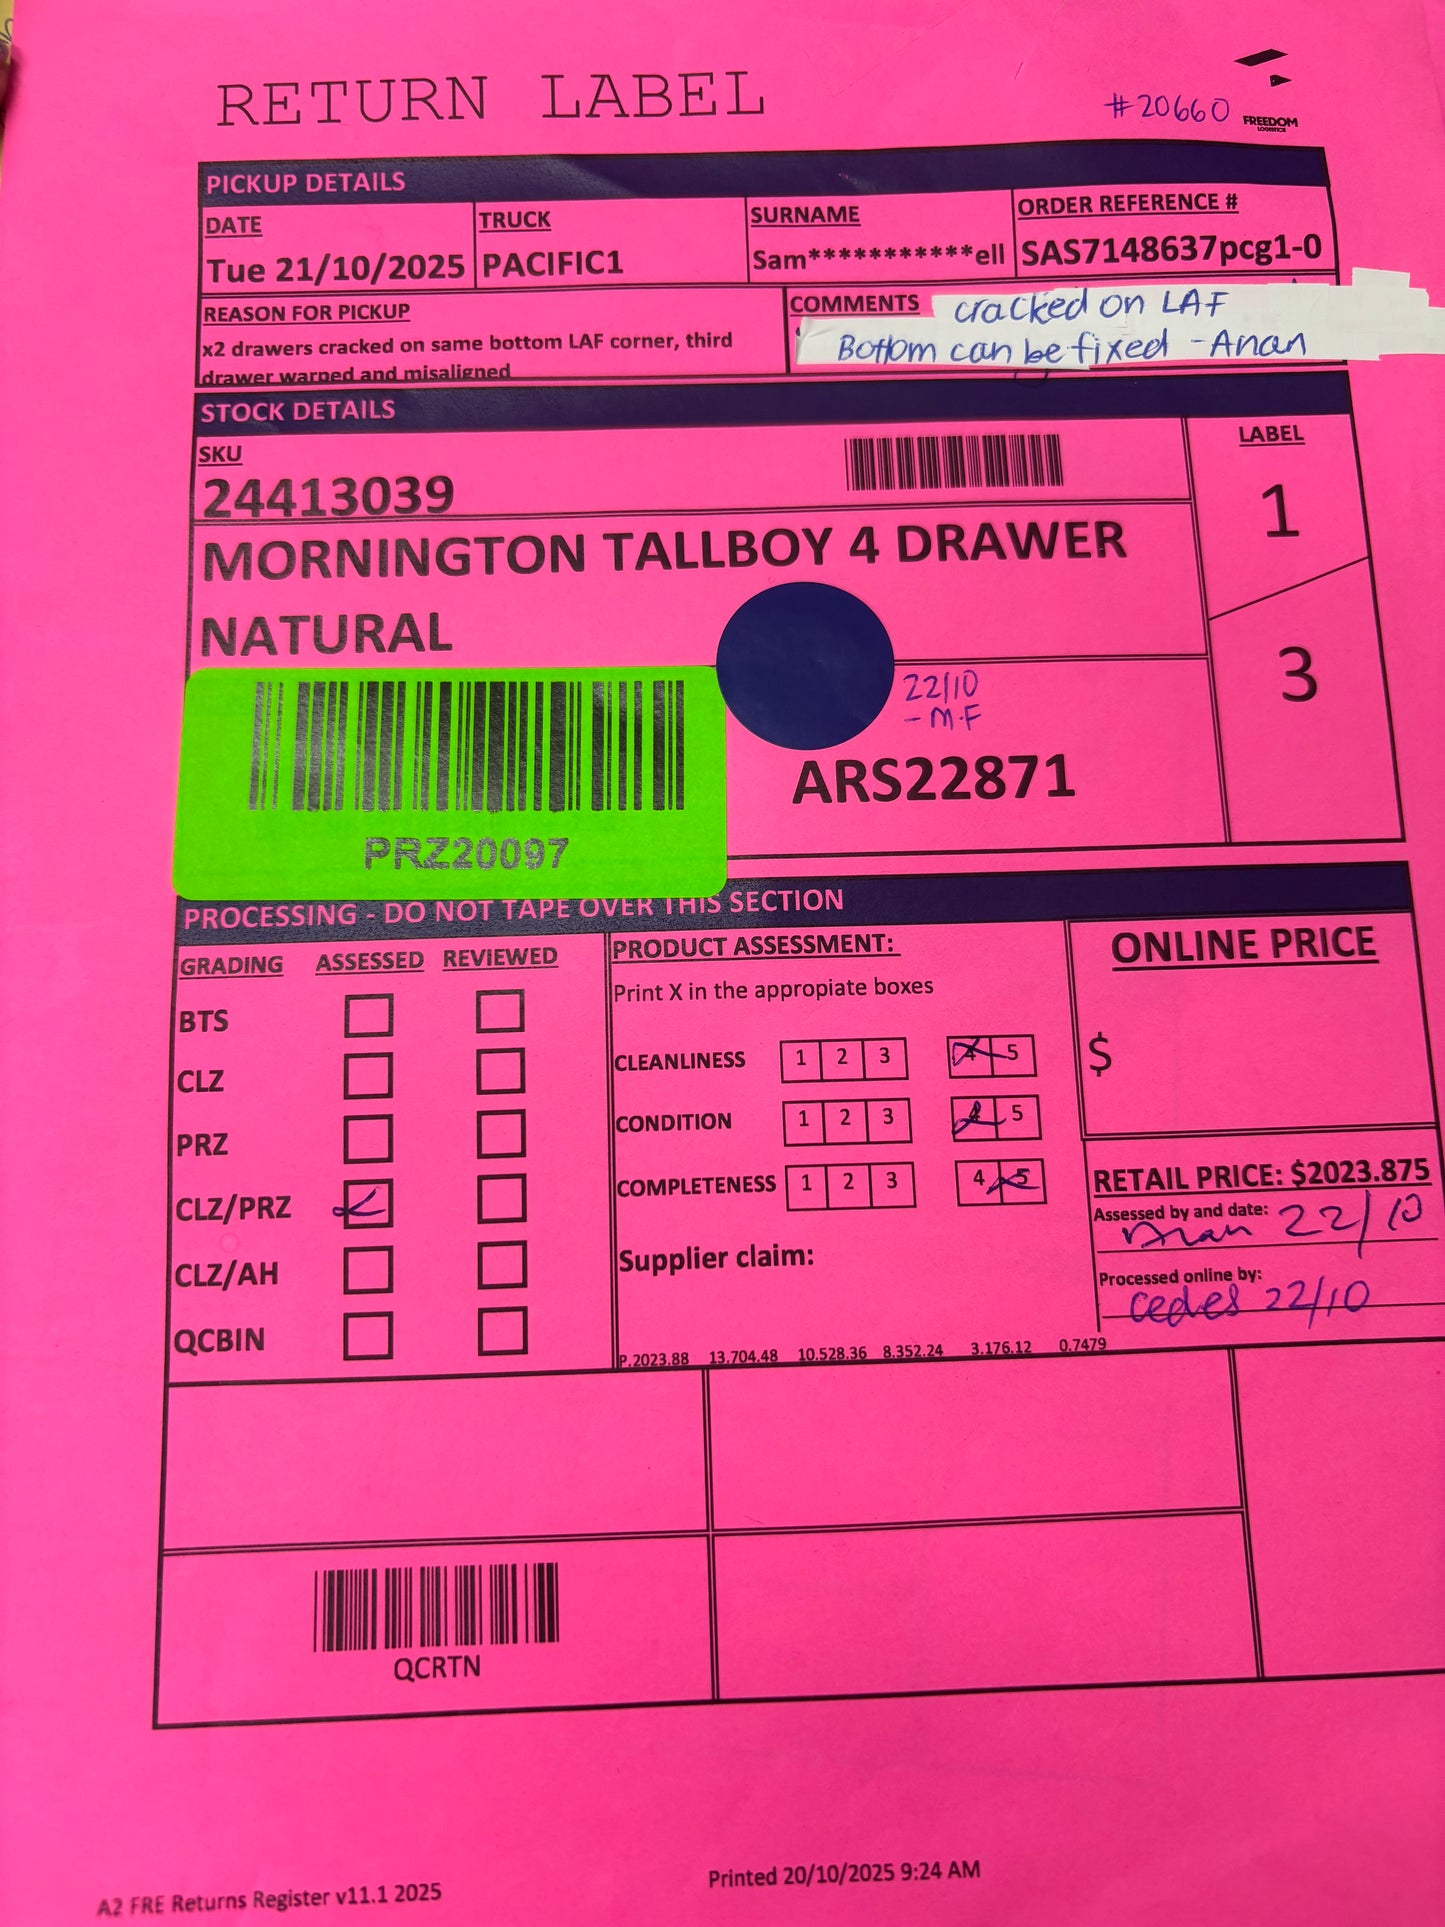 RETURN LABEL
#20660
FREEDOM
LOGISTICS
PICKUP DETAILS
DATE
Tue 21/10/2025
TRUCK
PACIFIC1
SURNAME
Sam***********ell
ORDER REFERENCE #
SAS7148637pcg1-0
REASON FOR PICKUP
x2 drawers cracked on same bottom LAF corner, third
drawer warped and misaligned
COMMENTS
cracked on LAF
Bottom can be fixed - Anan
STOCK DETAILS
SKU
24413039
LABEL
1
3
MORNINGTON TALLBOY 4 DRAWER
NATURAL
22/10
- M.F
ARS22871
PRZ20097
PROCESSING - DO NOT TAPE OVER THIS SECTION
GRADING ASSESSED REVIEWED
BTS
CLZ
PRZ
CLZ/PRZ
CLZ/AH
QCBIN
PRODUCT ASSESSMENT:
Print X in the appropiate boxes
CLEANLINESS 1 2 3 4 5
CONDITION 1 2 3 4 5
COMPLETENESS 1 2 3 4 5
Supplier claim:
P.2023.88 13.704.48 10.528.36 8.352.24 3.176.12 0.7479
ONLINE PRICE
$
RETAIL PRICE: $2023.875
Assessed by and date:
Anan 22/10
Processed online by:
cedes 22/10
QCRTN
A2 FRE Returns Register v11.1 2025
Printed 20/10/2025 9:24 AM